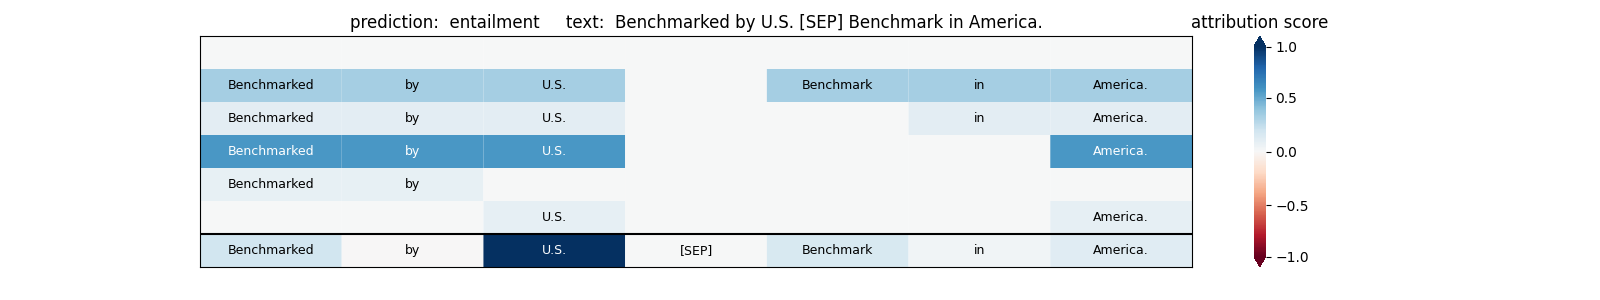 prediction: entailment text: Benchmarked by U.S. [SEP] Benchmark in America. attribution score
Benchmarked by U.S. Benchmark in America.
Benchmarked by U.S. in America.
Benchmarked by U.S. America.
Benchmarked by
U.S. America.
Benchmarked by U.S. [SEP] Benchmark in America.
1.0
0.5
0.0
−0.5
−1.0